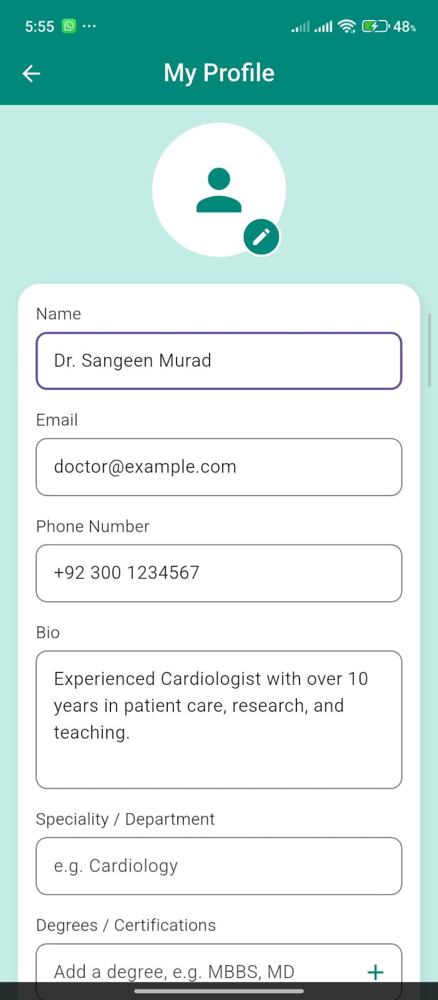 5:55 48%
My Profile
Name
Dr. Sangeen Murad
Email
doctor@example.com
Phone Number
+92 300 1234567
Bio
Experienced Cardiologist with over 10
years in patient care, research, and
teaching.
Speciality / Department
e.g. Cardiology
Degrees / Certifications
Add a degree, e.g. MBBS, MD